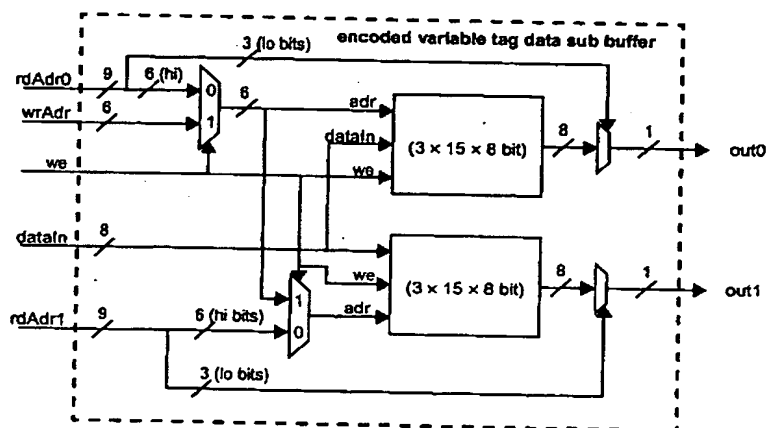 encoded variable tag data sub buffer
3 (lo bits)
rdAdr0 9 6 (hi) 0 6 adr
wrAdr 6 1
dataIn (3 × 15 × 8 bit) 8 1 out0
we we
dataIn 8
we (3 × 15 × 8 bit) 8 1 out1
1 adr
rdAdr1 9 6 (hi bits) 0
3 (lo bits)